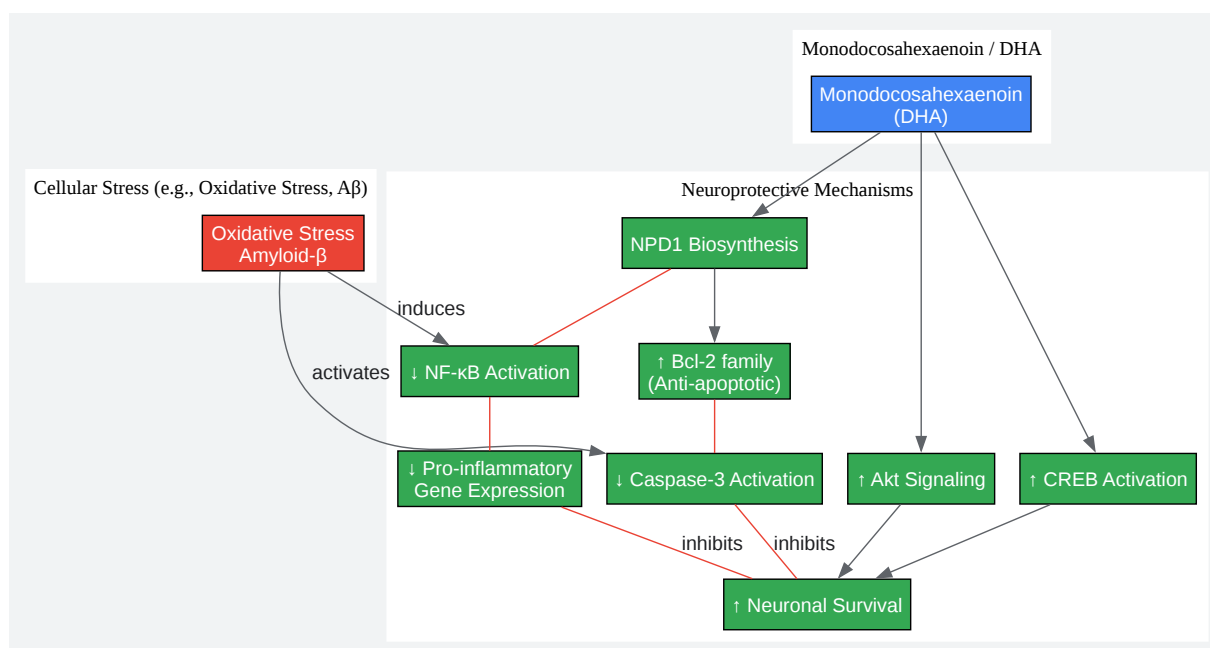 Monodocosahexaenoin / DHA
Monodocosahexaenoin
(DHA)
Cellular Stress (e.g., Oxidative Stress, Aβ)
Neuroprotective Mechanisms
Oxidative Stress
Amyloid-β
NPD1 Biosynthesis
induces
activates
↓ NF-κB Activation
↑ Bcl-2 family
(Anti-apoptotic)
↓ Pro-inflammatory
Gene Expression
↓ Caspase-3 Activation
↑ Akt Signaling
↑ CREB Activation
inhibits
inhibits
↑ Neuronal Survival